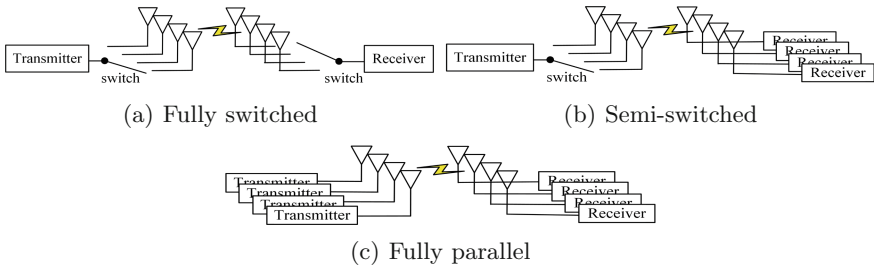 Transmitter
switch
switch
Receiver
(a) Fully switched
Transmitter
switch
Receiver
Receiver
Receiver
Receiver
(b) Semi-switched
Transmitter
Transmitter
Transmitter
Transmitter
Receiver
Receiver
Receiver
Receiver
(c) Fully parallel